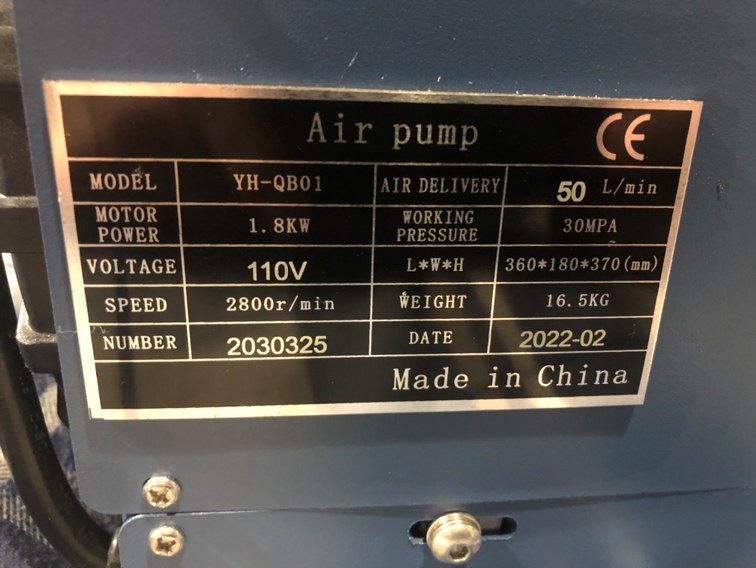 Air pump CE
MODEL YH-QB01 AIR DELIVERY 50 L/min
MOTOR POWER 1.8KW WORKING PRESSURE 30MPA
VOLTAGE 110V L*W*H 360*180*370(mm)
SPEED 2800r/min WEIGHT 16.5KG
NUMBER 2030325 DATE 2022-02
Made in China